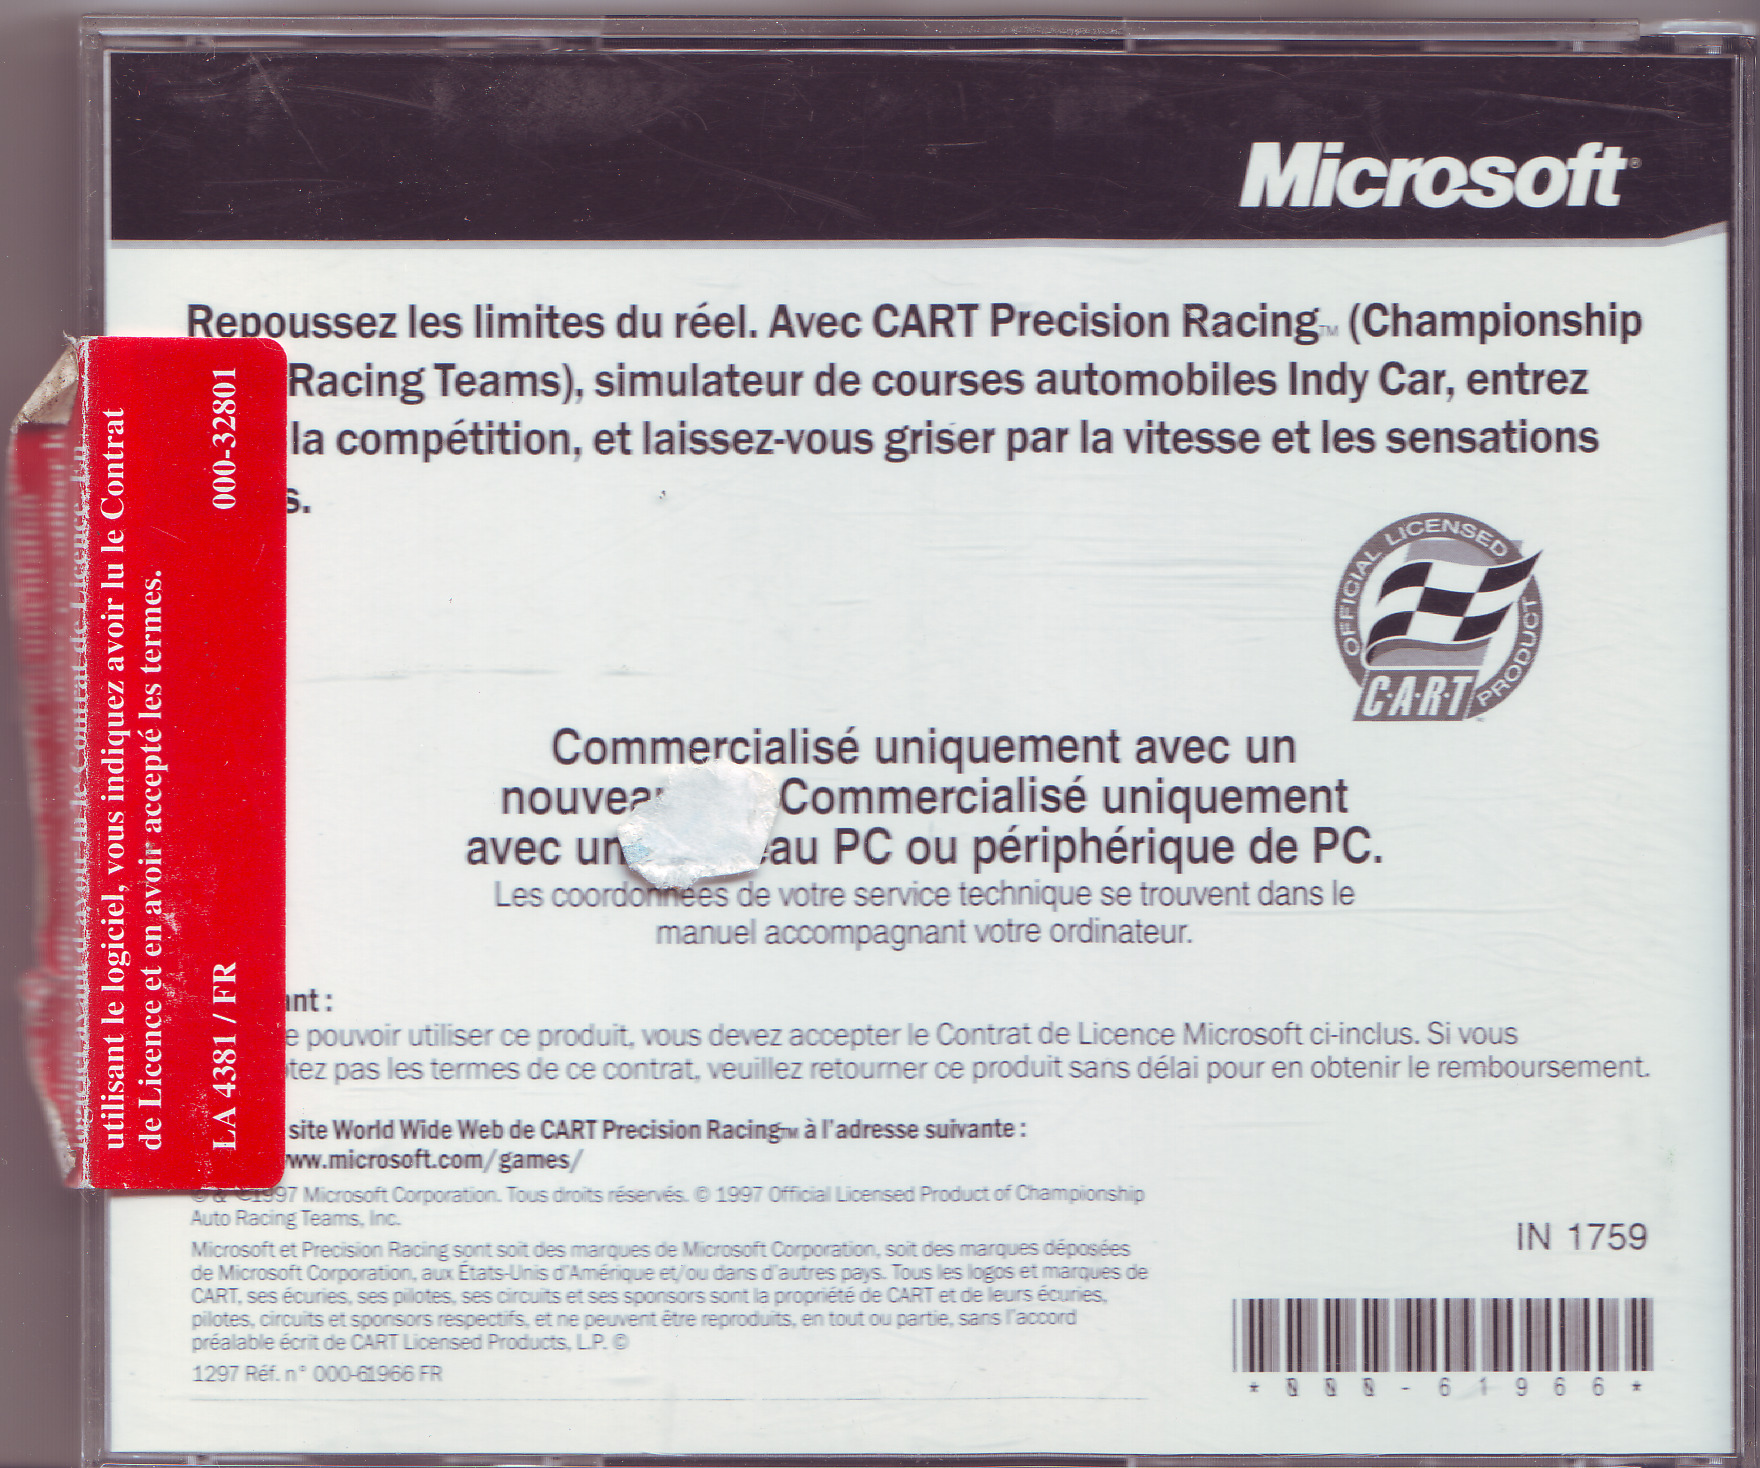 Microsoft®
Repoussez les limites du réel. Avec CART Precision Racing™ (Championship
Racing Teams), simulateur de courses automobiles Indy Car, entrez
la compétition, et laissez-vous griser par la vitesse et les sensations
s.
OFFICIAL LICENSED PRODUCT
C·A·R·T
Commercialisé uniquement avec un
nouveau Commercialisé uniquement
avec un eau PC ou périphérique de PC.
Les coordonnées de votre service technique se trouvent dans le
manuel accompagnant votre ordinateur.
ant :
e pouvoir utiliser ce produit, vous devez accepter le Contrat de Licence Microsoft ci-inclus. Si vous
tez pas les termes de ce contrat, veuillez retourner ce produit sans délai pour en obtenir le remboursement.
site World Wide Web de CART Precision Racing™ à l'adresse suivante :
www.microsoft.com/games/
© & ©1997 Microsoft Corporation. Tous droits réservés. © 1997 Official Licensed Product of Championship
Auto Racing Teams, Inc.
Microsoft et Precision Racing sont soit des marques de Microsoft Corporation, soit des marques déposées
de Microsoft Corporation, aux États-Unis d'Amérique et/ou dans d'autres pays. Tous les logos et marques de
CART, ses écuries, ses pilotes, ses circuits et ses sponsors sont la propriété de CART et de leurs écuries,
pilotes, circuits et sponsors respectifs, et ne peuvent être reproduits, en tout ou partie, sans l'accord
préalable écrit de CART Licensed Products, L.P. ©
1297 Réf. n° 000-61966 FR
IN 1759
*000-61966*
utilisant le logiciel, vous indiquez avoir lu le Contrat
de Licence et en avoir accepté les termes.
LA 4381 / FR 000-32801